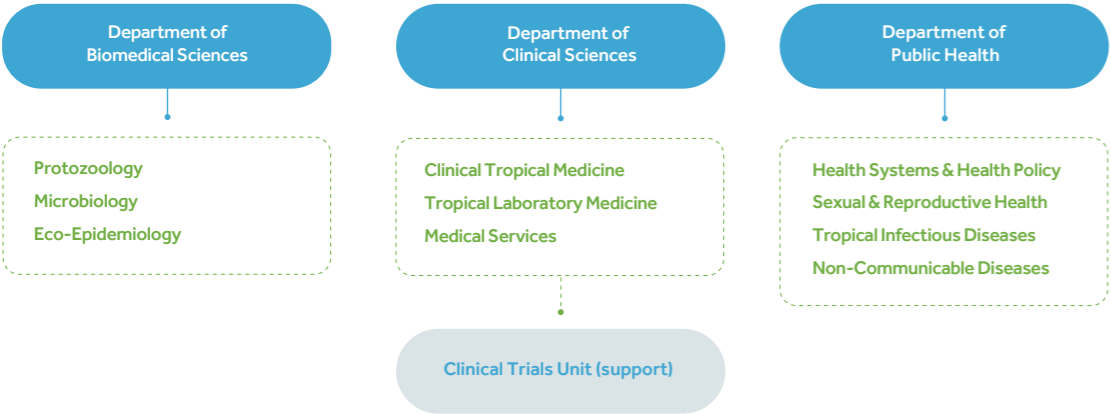 Department of
Biomedical Sciences
Protozoology
Microbiology
Eco-Epidemiology
Department of
Clinical Sciences
Clinical Tropical Medicine
Tropical Laboratory Medicine
Medical Services
Clinical Trials Unit (support)
Department of
Public Health
Health Systems & Health Policy
Sexual & Reproductive Health
Tropical Infectious Diseases
Non-Communicable Diseases